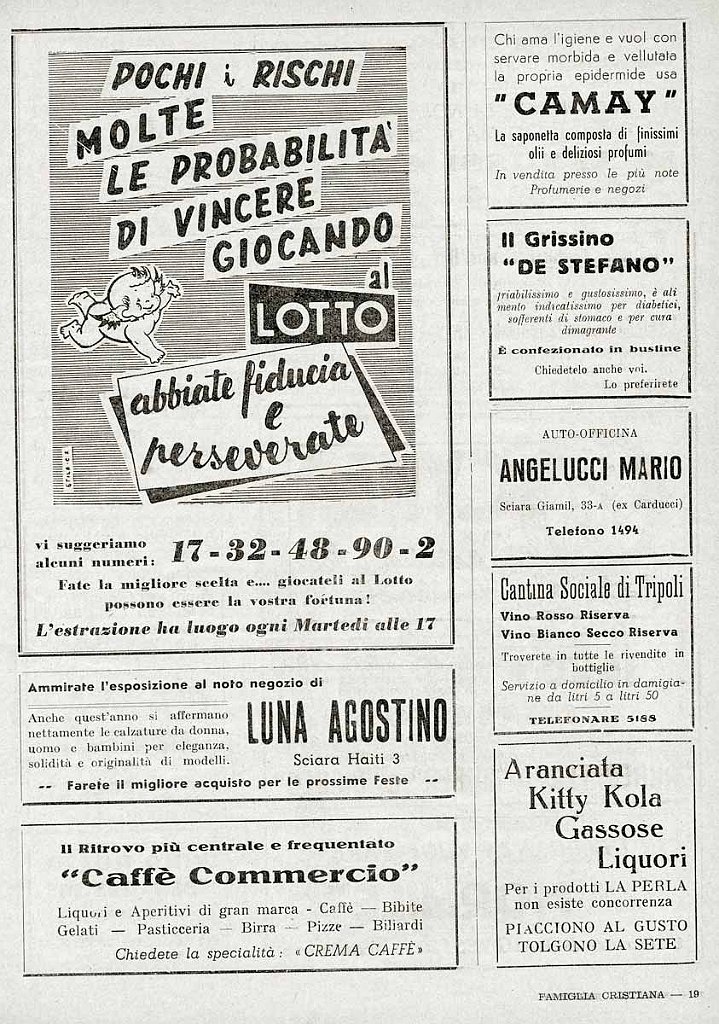 POCHI i RISCHI
MOLTE
LE PROBABILITA'
DI VINCERE
GIOCANDO
al
LOTTO
abbiate fiducia
e
perseverate
vi suggeriamo
alcuni numeri: 17-32-48-90-2
Fate la migliore scelta e.... giocateli al Lotto
possono essere la vostra fortuna!
L'estrazione ha luogo ogni Martedì alle 17
Ammirate l'esposizione al noto negozio di
LUNA AGOSTINO
Anche quest'anno si affermano
nettamente le calzature da donna,
uomo e bambini per eleganza,
solidità e originalità di modelli.
Sciara Haiti 3
-- Farete il migliore acquisto per le prossime Feste --
Il Ritrovo più centrale e frequentato
"Caffè Commercio"
Liquori e Aperitivi di gran marca - Caffè — Bibite
Gelati — Pasticceria — Birra — Pizze — Biliardi
Chiedete la specialità: «CREMA CAFFÈ»
Chi ama l'igiene e vuol con
servare morbida e vellutata
la propria epidermide usa
"CAMAY"
La saponetta composta di finissimi
olii e deliziosi profumi
In vendita presso le più note
Profumerie e negozi
Il Grissino
"DE STEFANO"
friabilissimo e gustosissimo, è ali
mento indicatissimo per diabetici,
sofferenti di stomaco e per cura
dimagrante
È confezionato in bustine
Chiedetelo anche voi.
Lo preferirete
AUTO-OFFICINA
ANGELUCCI MARIO
Sciara Giamil, 33-A (ex Carducci)
Telefono 1494
Cantina Sociale di Tripoli
Vino Rosso Riserva
Vino Bianco Secco Riserva
Troverete in tutte le rivendite in
bottiglie
Servizio a domicilio in damigia-
ne da litri 5 a litri 50
TELEFONARE 5188
Aranciata
Kitty Kola
Gassose
Liquori
Per i prodotti LA PERLA
non esiste concorrenza
PIACCIONO AL GUSTO
TOLGONO LA SETE
FAMIGLIA CRISTIANA — 19